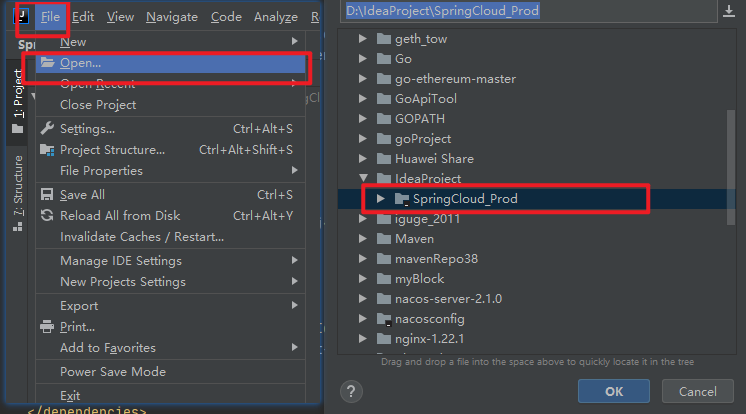 File Edit View Navigate Code Analyze R
Spr
1: Project
7: Structure
New
Open...
Open Recent
Close Project
Settings... Ctrl+Alt+S
Project Structure... Ctrl+Alt+Shift+S
File Properties
Save All Ctrl+S
Reload All from Disk Ctrl+Alt+Y
Invalidate Caches / Restart...
Manage IDE Settings
New Projects Settings
Export
Print...
Add to Favorites
Power Save Mode
Exit
</dependencies>
D:\IdeaProject\SpringCloud_Prod
geth_tow
Go
go-ethereum-master
GoApiTool
GOPATH
goProject
Huawei Share
IdeaProject
SpringCloud_Prod
iguge_2011
Maven
mavenRepo38
myBlock
nacos-server-2.1.0
nacosconfig
nginx-1.22.1
Drag and drop a file into the space above to quickly locate it in the tree
? OK Cancel